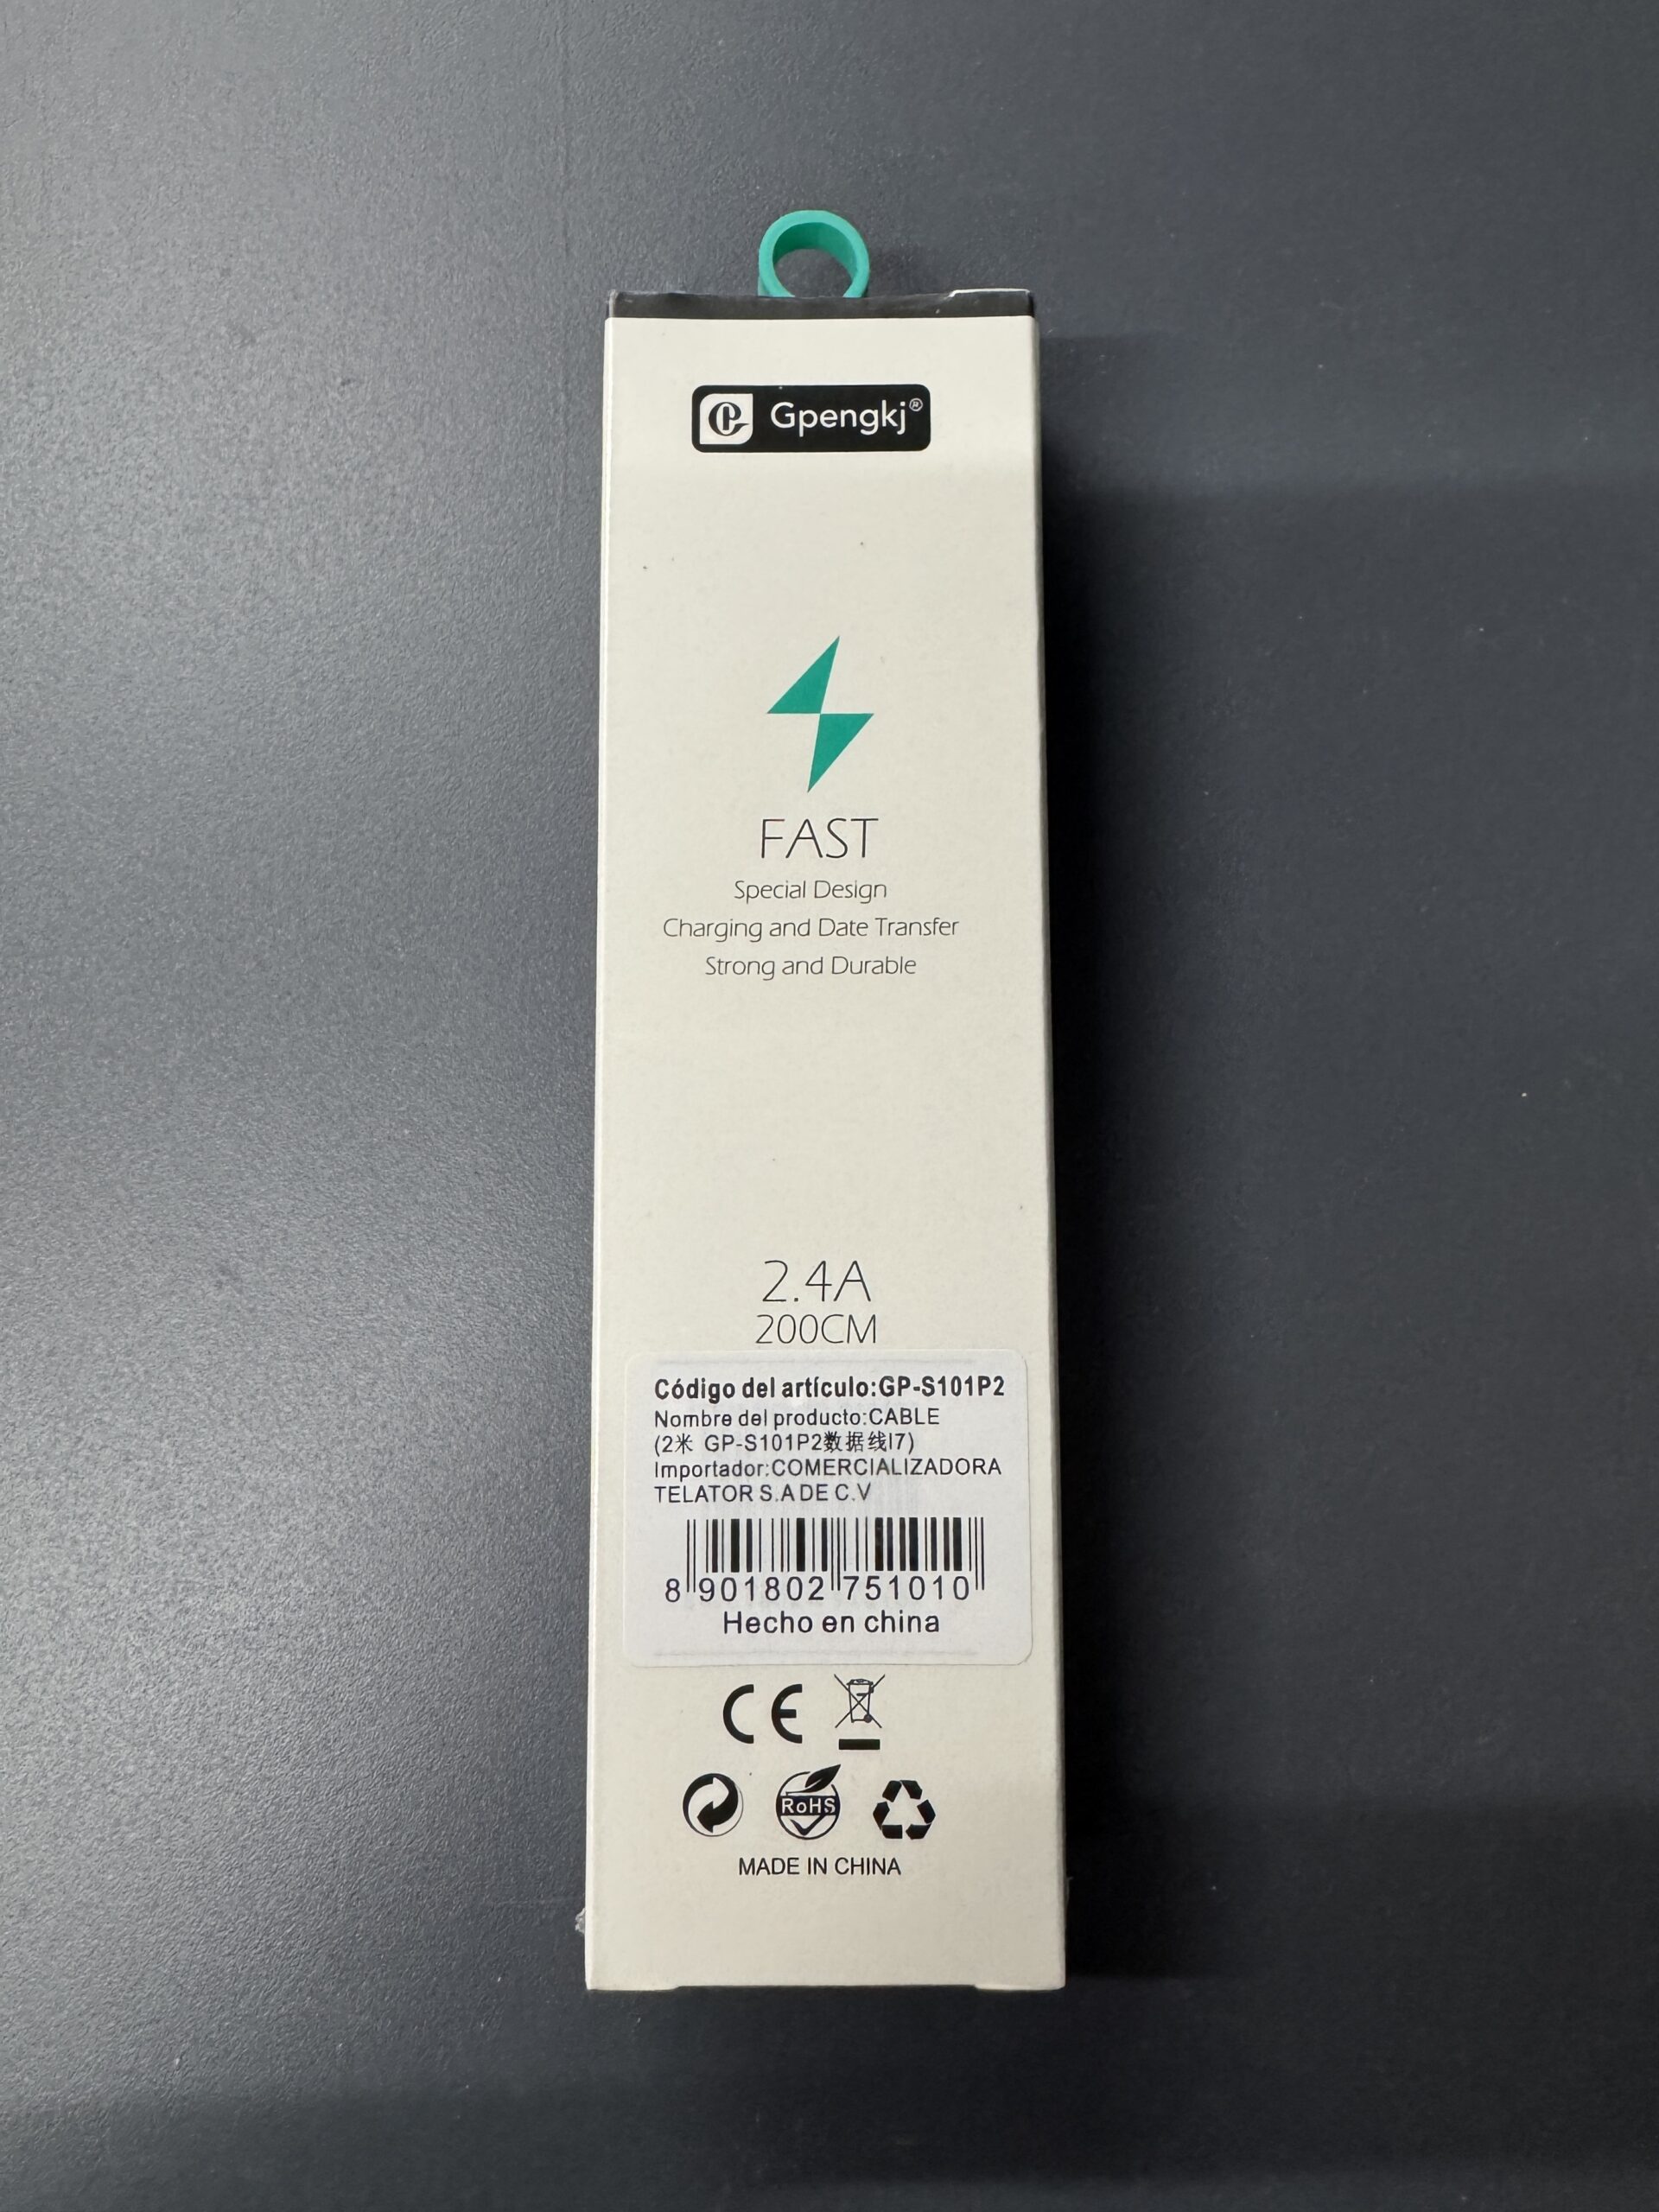 Gpengkj®
FAST
Special Design
Charging and Date Transfer
Strong and Durable
2.4A
200CM
Código del artículo:GP-S101P2
Nombre del producto:CABLE
(2米 GP-S101P2数据线I7)
Importador:COMERCIALIZADORA
TELATOR S.A DE C.V
8 901802 751010
Hecho en china
CE
RoHS
MADE IN CHINA